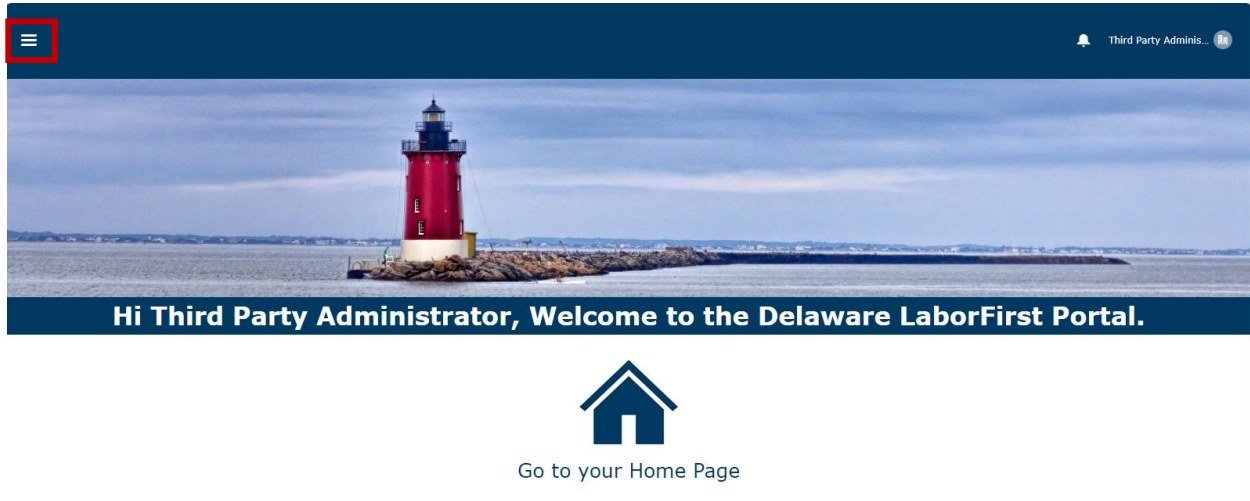 Third Party Adminis...
Hi Third Party Administrator, Welcome to the Delaware LaborFirst Portal.
Go to your Home Page